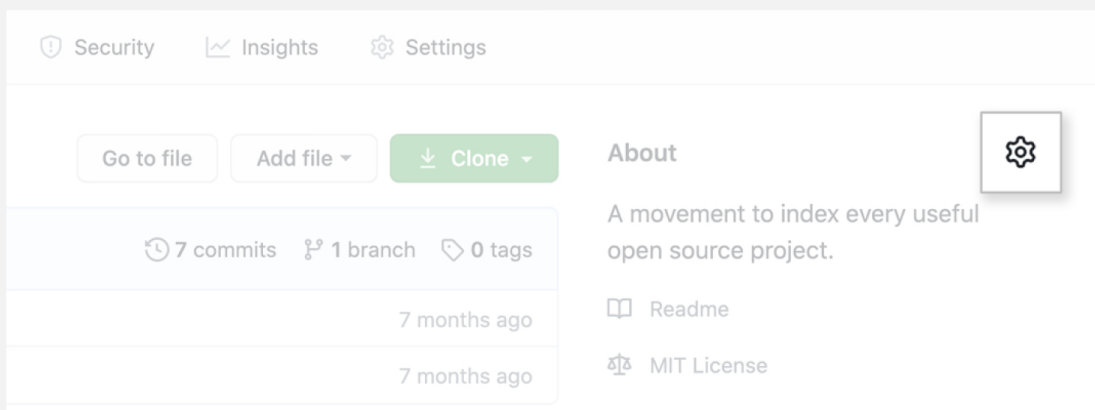 Security Insights Settings
Go to file Add file Clone
About
A movement to index every useful
open source project.
7 commits 1 branch 0 tags
Readme
7 months ago
MIT License
7 months ago